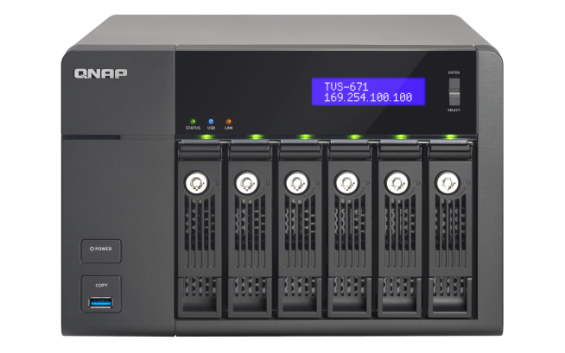 QNAP
TVS-671
169.254.100.100
ENTER
SELECT
STATUS USB LAN
POWER
COPY